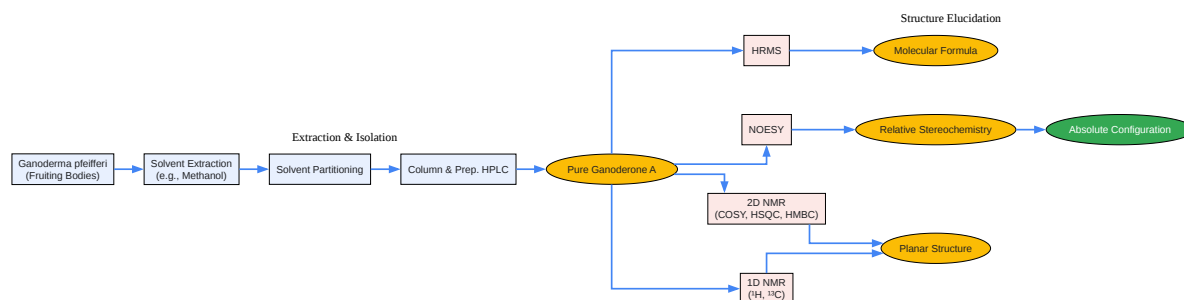 Structure Elucidation
HRMS
Molecular Formula
NOESY
Relative Stereochemistry
Absolute Configuration
Extraction & Isolation
Ganoderma pfeifferi
(Fruiting Bodies)
Solvent Extraction
(e.g., Methanol)
Solvent Partitioning
Column & Prep. HPLC
Pure Ganoderone A
2D NMR
(COSY, HSQC, HMBC)
Planar Structure
1D NMR
(¹H, ¹³C)